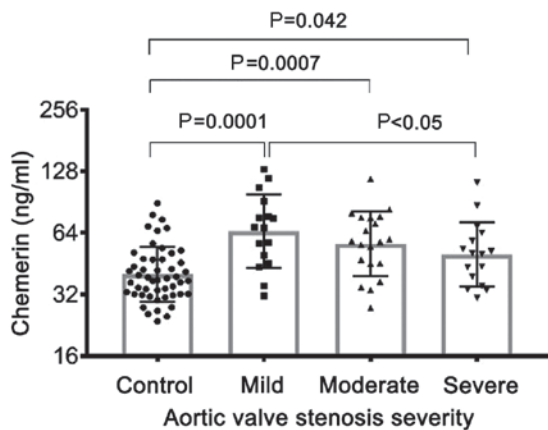 P=0.042
P=0.0007
P=0.0001
P<0.05
256
128
64
32
16
Chemerin (ng/ml)
Control Mild Moderate Severe
Aortic valve stenosis severity